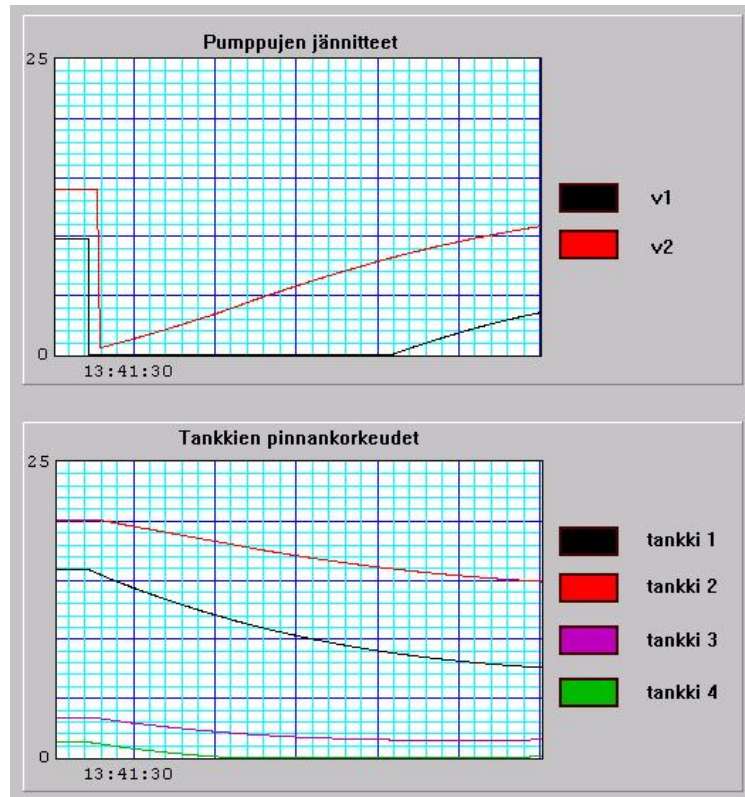 Pumppujen jännitteet
25
v1
v2
0
13:41:30
Tankkien pinnankorkeudet
25
tankki 1
tankki 2
tankki 3
tankki 4
0
13:41:30